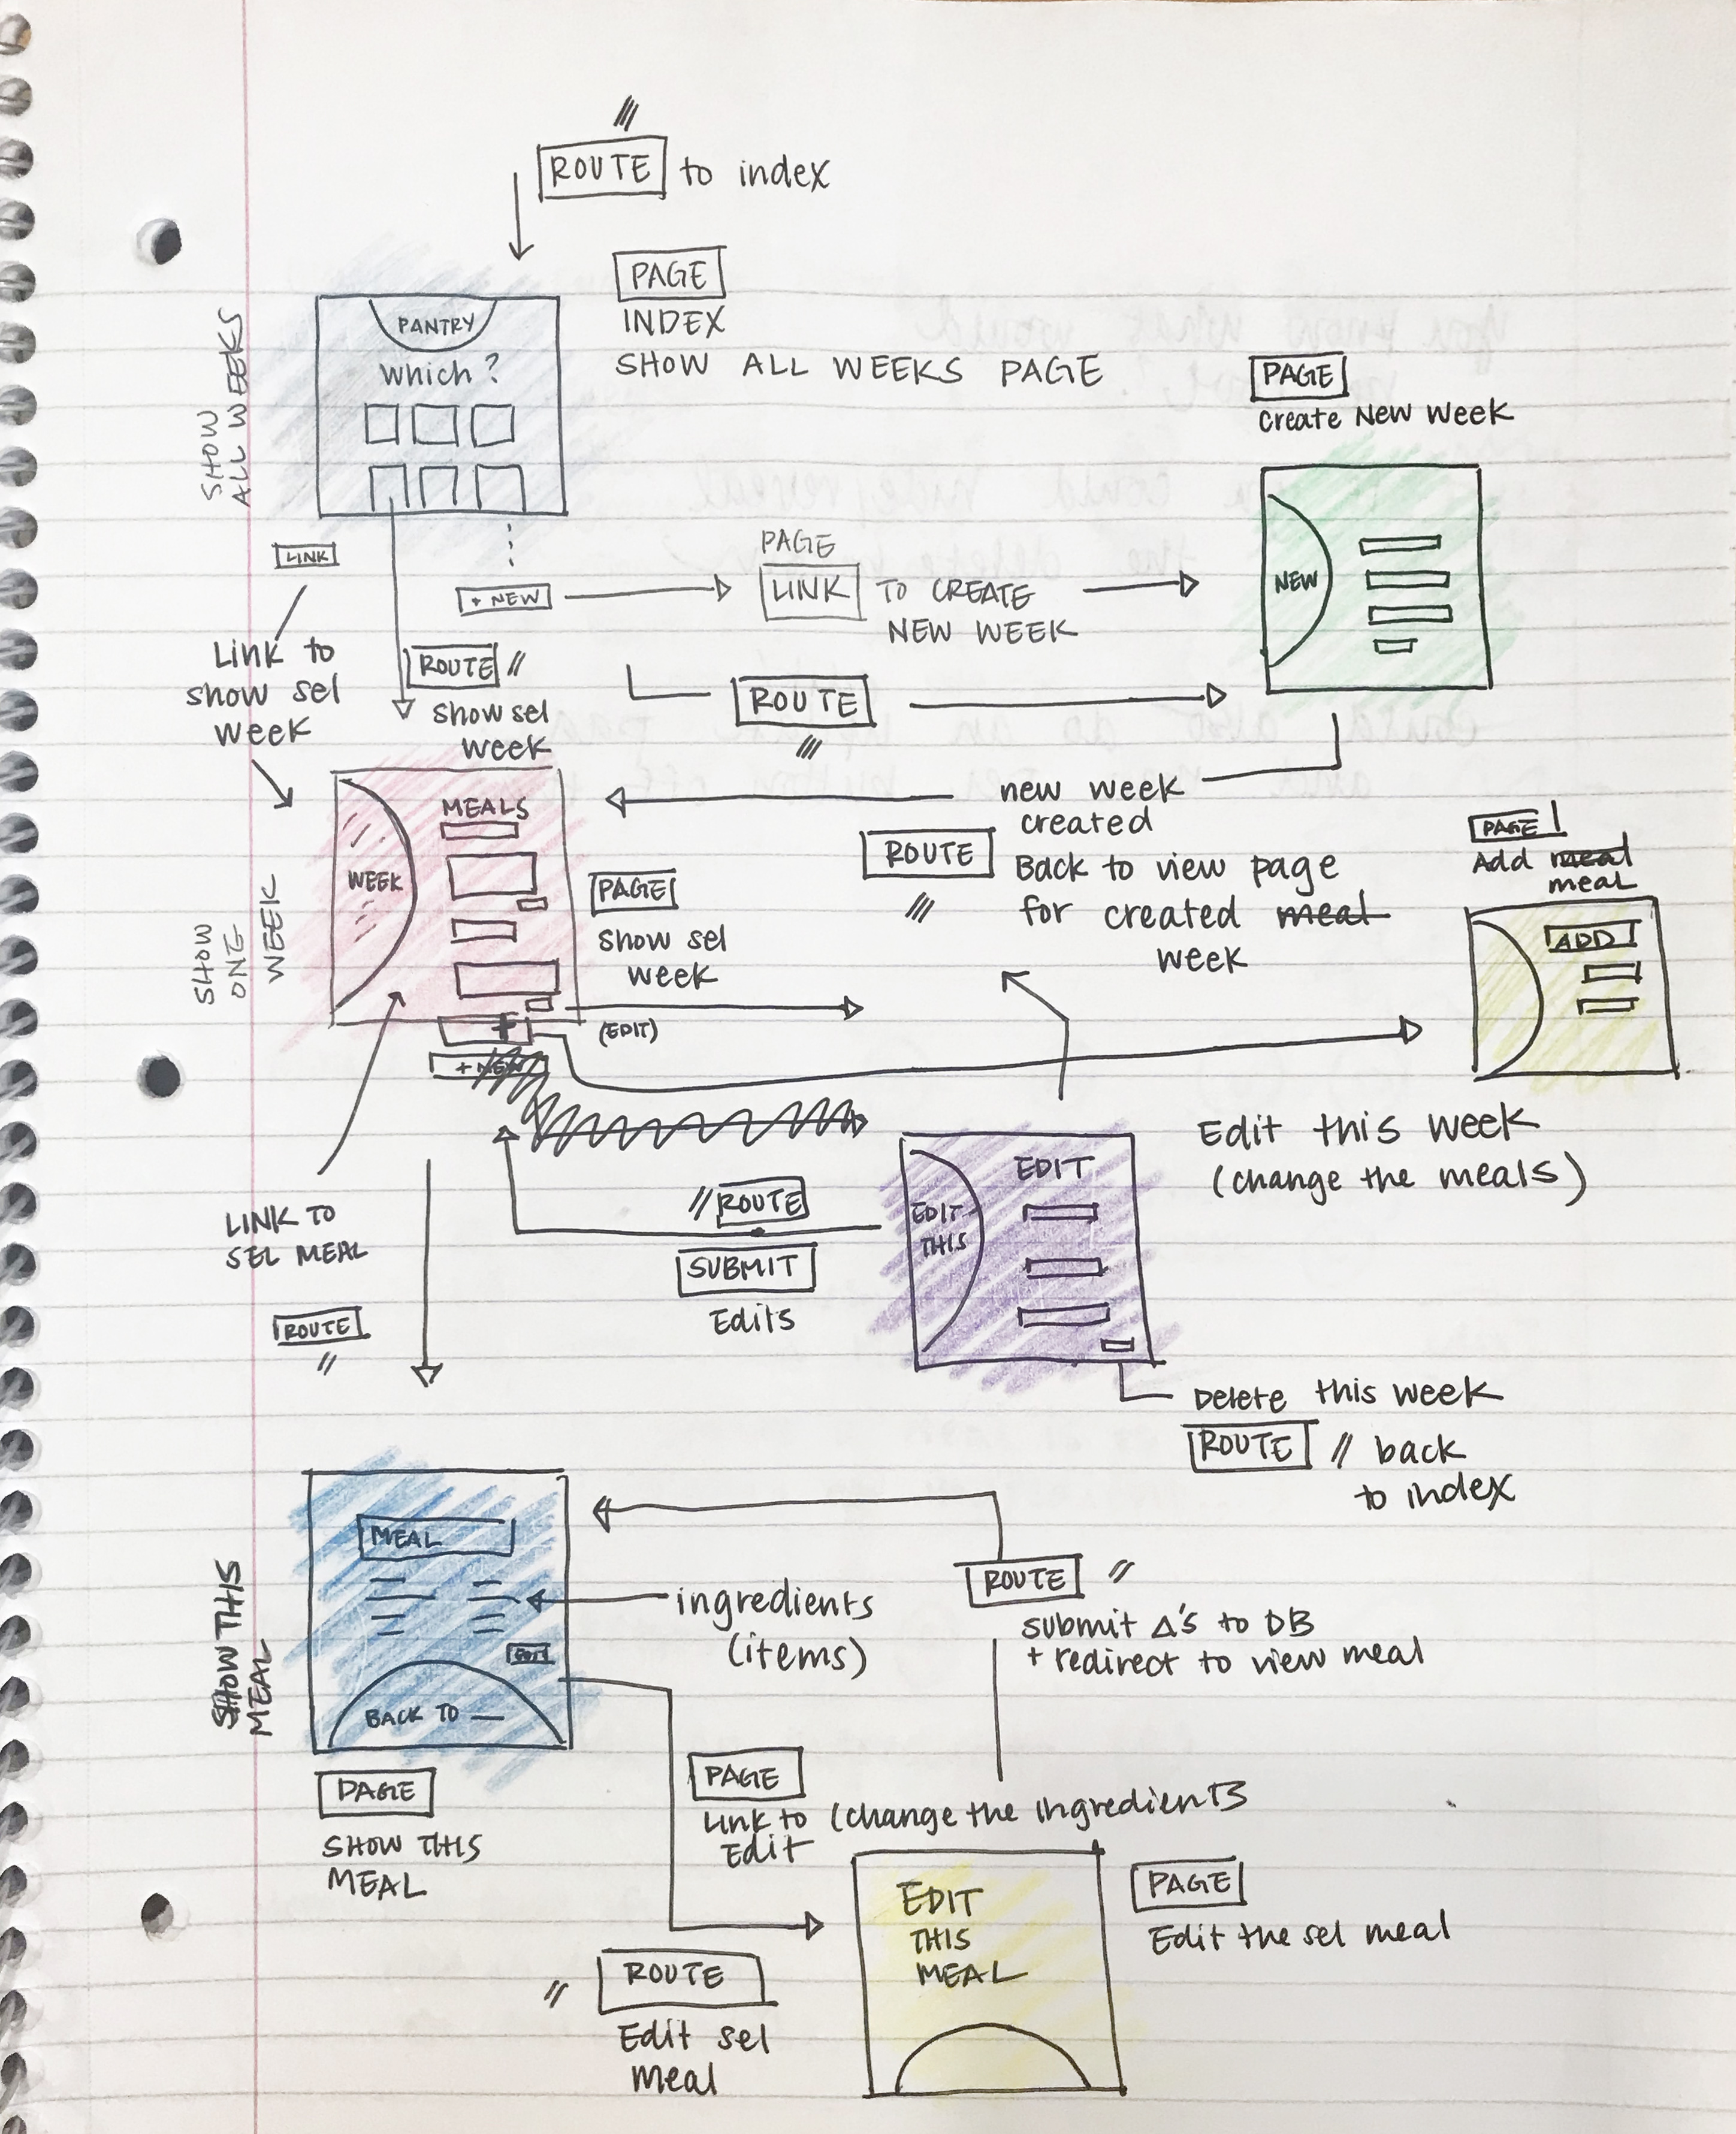 ROUTE to index
PAGE
INDEX
SHOW ALL WEEKS PAGE
SHOW
ALL WEEKS
PANTRY
which?
PAGE
Create New Week
NEW
LINK
+ NEW
PAGE
LINK TO CREATE
NEW WEEK
Link to
show sel
week
ROUTE
show sel
week
ROUTE
new week
created
ROUTE Back to view page
for created meal
week
SHOW
ONE
WEEK
MEALS
WEEK
PAGE
show sel
week
(EDIT)
+
+ NEW
PAGE
Add meal
meal
ADD
Edit this week
(change the meals)
EDIT
EDIT
THIS
ROUTE
SUBMIT
Edits
LINK TO
SEL MEAL
ROUTE
Delete this week
ROUTE back
to index
SHOW THIS
MEAL
MEAL
EDIT
BACK TO —
ingredients
(items)
ROUTE
submit Δ's to DB
+ redirect to view meal
PAGE
SHOW THIS
MEAL
PAGE
Link to
Edit
(change the ingredients
EDIT
THIS
MEAL
PAGE
Edit the sel meal
ROUTE
Edit sel
meal